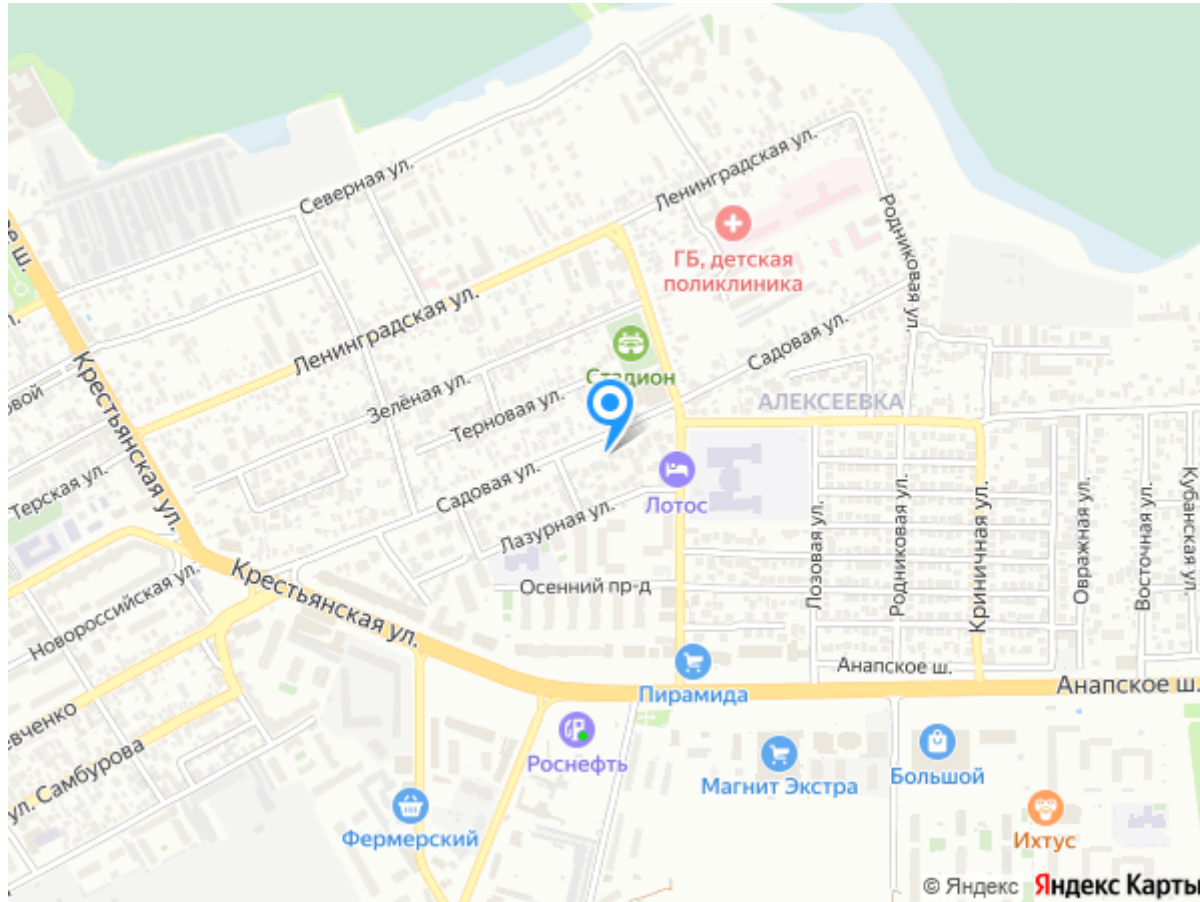 Северная ул.
Ленинградская ул.
Родниковая ул.
ГБ, детская
поликлиника
ве ш.
Ленинградская ул.
Садовая ул.
Стадион
Зелёная ул.
Терновая ул.
АЛЕКСЕЕВКА
Крестьянская ул.
овой
Терская ул.
Садовая ул.
Лотос
Лазурная ул.
Лозовая ул.
Родниковая ул.
Криничная ул.
Овражная ул.
Восточная ул.
Кубанская ул.
Осенний пр-д
Новороссийская ул.
Крестьянская ул.
Анапское ш.
Анапское ш.
Пирамида
евченко
ул. Самбурова
Роснефть
Магнит Экстра
Большой
Фермерский
Ихтус
© Яндекс Яндекс Карты